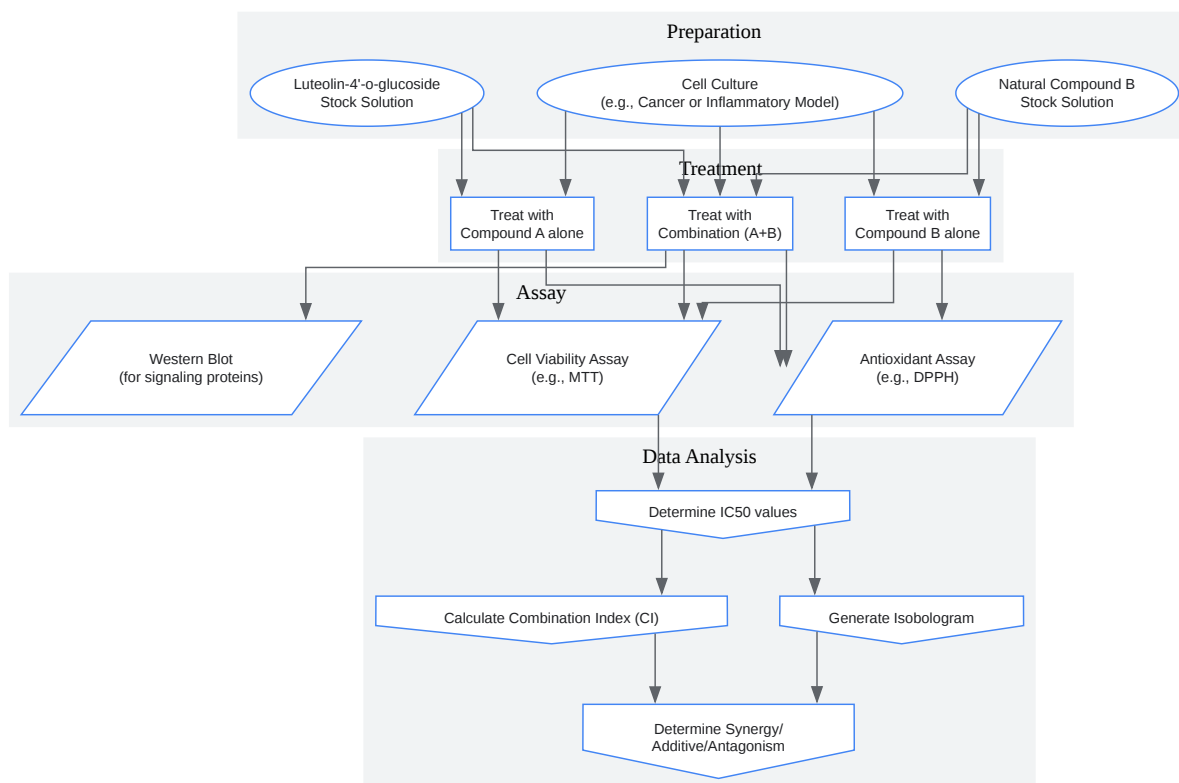 Preparation
Luteolin-4'-o-glucoside
Stock Solution
Cell Culture
(e.g., Cancer or Inflammatory Model)
Natural Compound B
Stock Solution
Treatment
Treat with
Compound A alone
Treat with
Combination (A+B)
Treat with
Compound B alone
Assay
Western Blot
(for signaling proteins)
Cell Viability Assay
(e.g., MTT)
Antioxidant Assay
(e.g., DPPH)
Data Analysis
Determine IC50 values
Calculate Combination Index (CI)
Generate Isobologram
Determine Synergy/
Additive/Antagonism